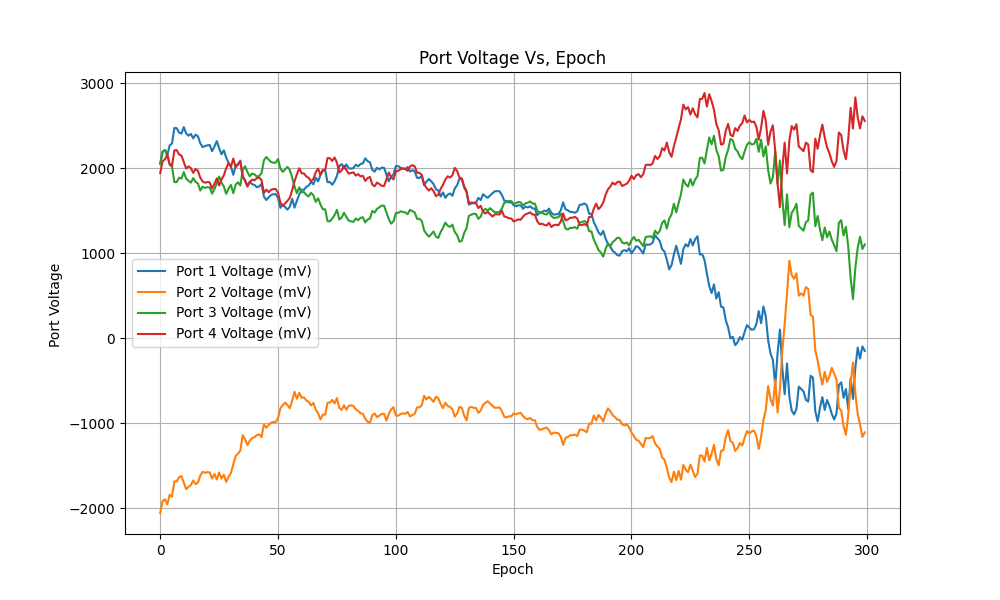 Port Voltage Vs, Epoch
3000
2000
1000
0
−1000
−2000
Port Voltage
Port 1 Voltage (mV)
Port 2 Voltage (mV)
Port 3 Voltage (mV)
Port 4 Voltage (mV)
0 50 100 150 200 250 300
Epoch